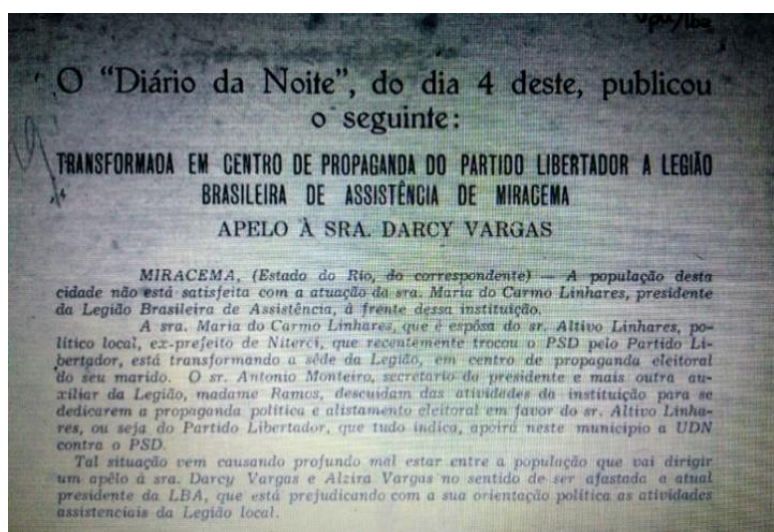 O "Diário da Noite", do dia 4 deste, publicou
o seguinte:
TRANSFORMADA EM CENTRO DE PROPAGANDA DO PARTIDO LIBERTADOR A LEGIÃO
BRASILEIRA DE ASSISTÊNCIA DE MIRACEMA
APELO À SRA. DARCY VARGAS
MIRACEMA, (Estado do Rio, do correspondente) — A população desta
cidade não está satisfeita com a atuação da sra. Maria do Carmo Linhares, presidente
da Legião Brasileira de Assistência, à frente dessa instituição.
A sra. Maria do Carmo Linhares, que é espôsa do sr. Altivo Linhares, po-
lítico local, ex-prefeito de Niterci, que recentemente trocou o PSD pelo Partido Li-
bertador, está transformando a séde da Legião, em centro de propaganda eleitoral
do seu marido. O sr. Antonio Monteiro, secretario da presidente e mais outra au-
xiliar da Legião, madame Ramos, descuidam das atividades da instituição para se
dedicarem a propaganda política e alistamento eleitoral em favor do sr. Altivo Linha-
res, ou seja do Partido Libertador, que tudo indica, apoirá neste municipio a UDN
contra o PSD.
Tal situação vem causando profundo mal estar entre a população que vai dirigir
um apêlo à sra. Darcy Vargas e Alzira Vargas no sentido de ser afastada a atual
presidente da LBA, que está prejudicando com a sua orientação política as atividades
assistenciais da Legião local.